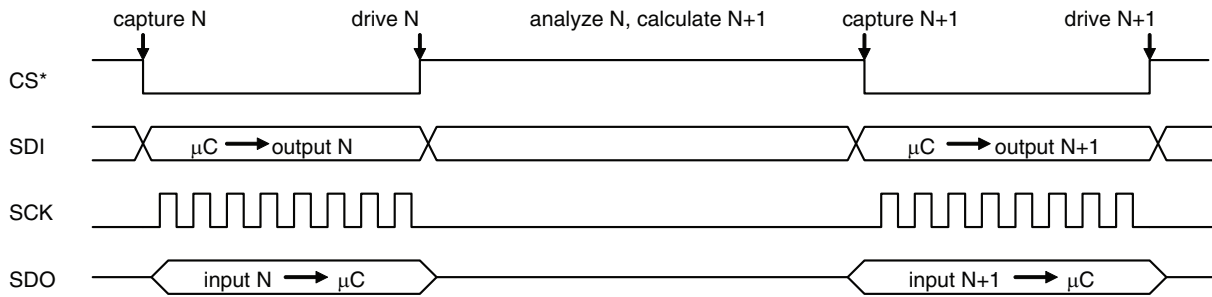 capture N drive N analyze N, calculate N+1 capture N+1 drive N+1
CS*
SDI μC output N μC output N+1
SCK
SDO input N μC input N+1 μC